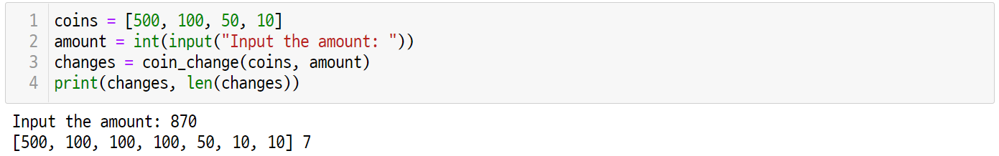 1 coins = [500, 100, 50, 10]
2 amount = int(input("Input the amount: "))
3 changes = coin_change(coins, amount)
4 print(changes, len(changes))
Input the amount: 870
[500, 100, 100, 100, 50, 10, 10] 7